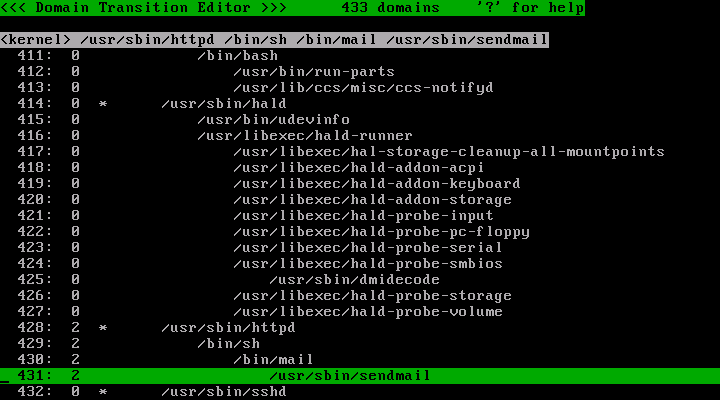 <<< Domain Transition Editor >>>      433 domains    '?' for help
<kernel> /usr/sbin/httpd /bin/sh /bin/mail /usr/sbin/sendmail
411:  0             /bin/bash
412:  0                 /usr/bin/run-parts
413:  0                 /usr/lib/ccs/misc/ccs-notifyd
414:  0  *      /usr/sbin/hald
415:  0             /usr/bin/udevinfo
416:  0             /usr/libexec/hald-runner
417:  0                 /usr/libexec/hal-storage-cleanup-all-mountpoints
418:  0                 /usr/libexec/hald-addon-acpi
419:  0                 /usr/libexec/hald-addon-keyboard
420:  0                 /usr/libexec/hald-addon-storage
421:  0                 /usr/libexec/hald-probe-input
422:  0                 /usr/libexec/hald-probe-pc-floppy
423:  0                 /usr/libexec/hald-probe-serial
424:  0                 /usr/libexec/hald-probe-smbios
425:  0                     /usr/sbin/dmidecode
426:  0                 /usr/libexec/hald-probe-storage
427:  0                 /usr/libexec/hald-probe-volume
428:  2  *      /usr/sbin/httpd
429:  2             /bin/sh
430:  2                 /bin/mail
431:  2                     /usr/sbin/sendmail
432:  0  *      /usr/sbin/sshd